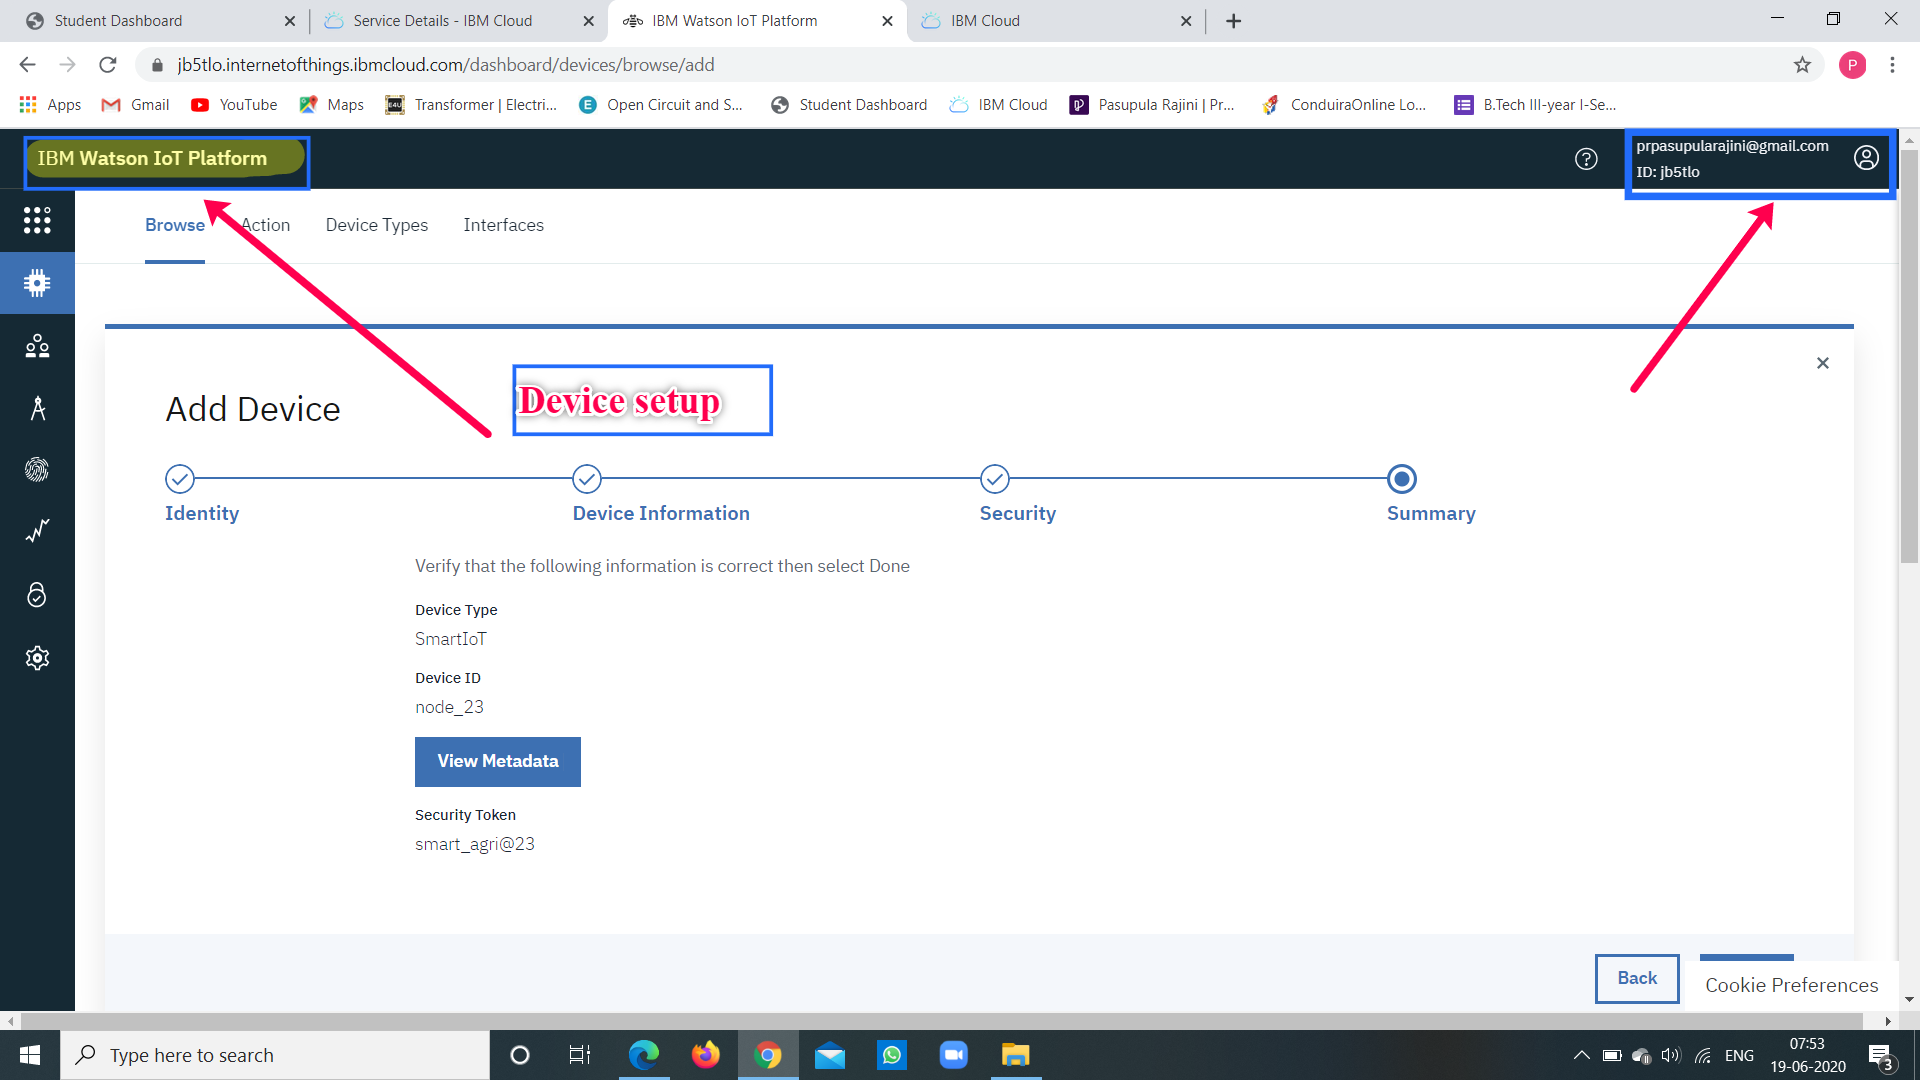 Student Dashboard
Service Details - IBM Cloud
IBM Watson IoT Platform
IBM Cloud
jb5tlo.internetofthings.ibmcloud.com/dashboard/devices/browse/add
P
Apps
Gmail
YouTube
Maps
E4U
Transformer | Electri...
E
Open Circuit and S...
Student Dashboard
IBM Cloud
Pasupula Rajini | Pr...
ConduiraOnline Lo...
B.Tech III-year I-Se...
IBM Watson IoT Platform
prpasupularajini@gmail.com
ID: jb5tlo
Browse
Action
Device Types
Interfaces
Add Device
Device setup
Identity
Device Information
Security
Summary
Verify that the following information is correct then select Done
Device Type
SmartIoT
Device ID
node_23
View Metadata
Security Token
smart_agri@23
Back
Cookie Preferences
Type here to search
ENG
07:53
19-06-2020
3